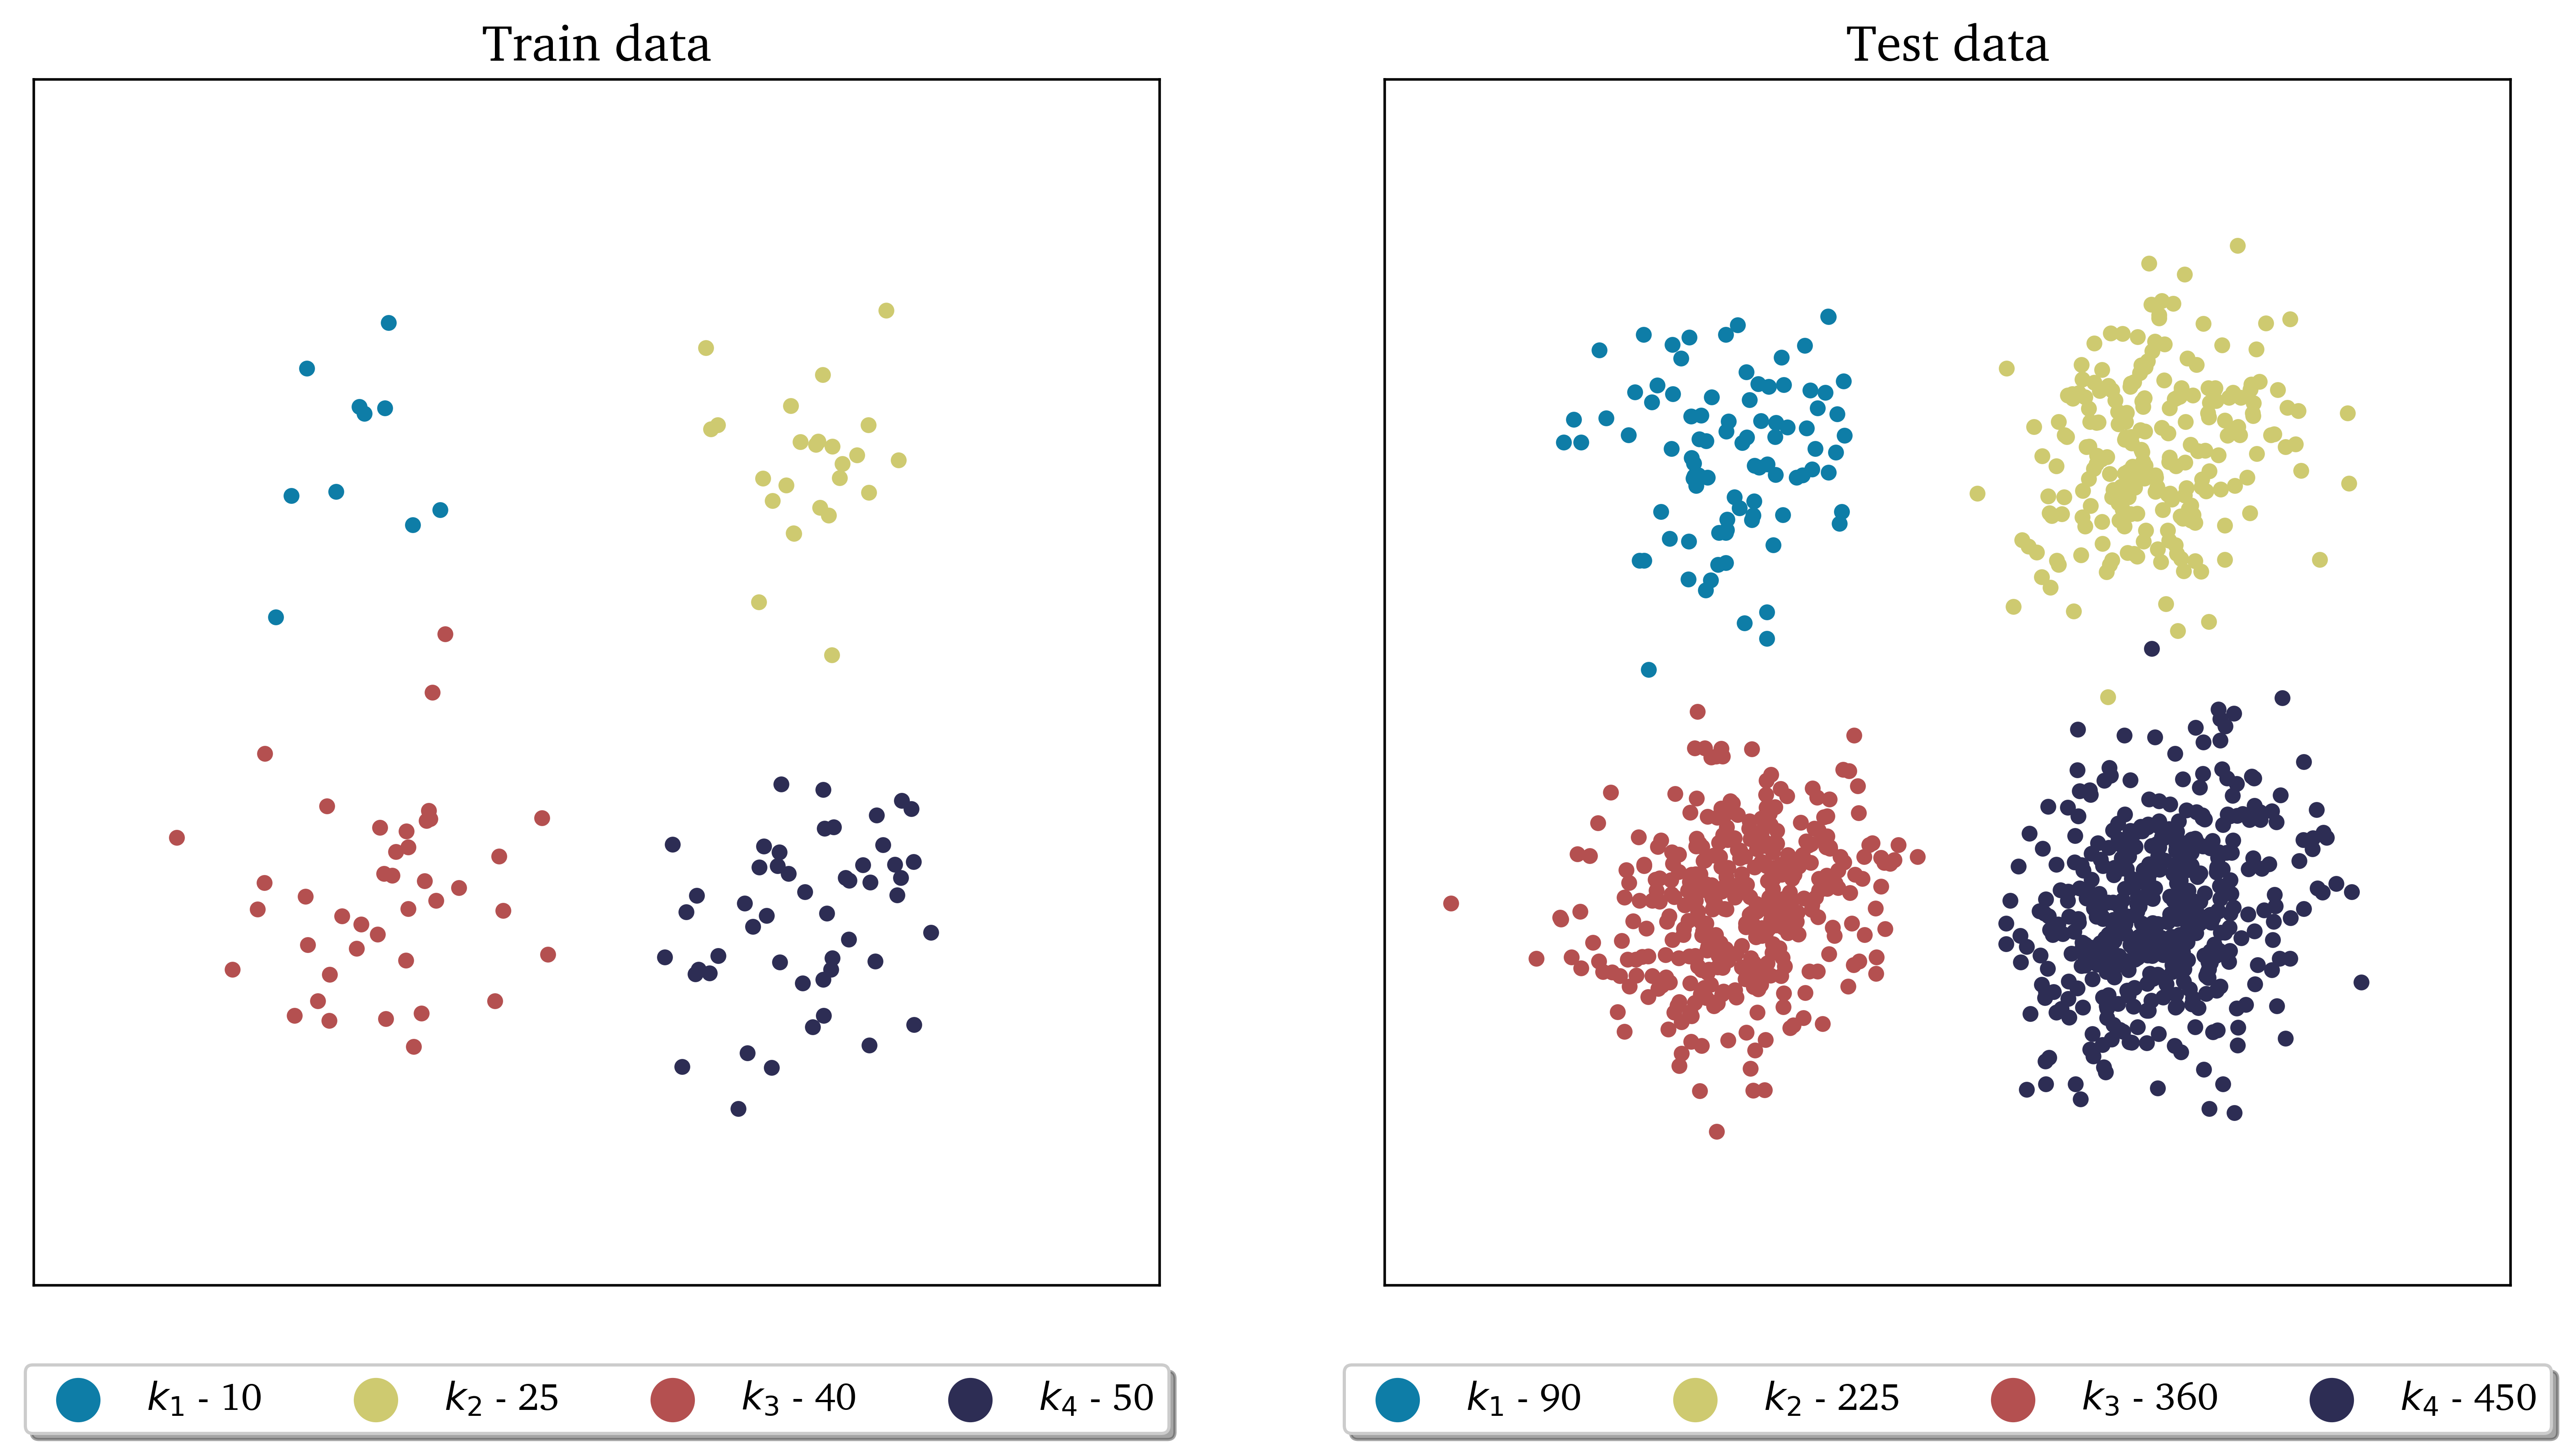 Train data
Test data
k₁ - 10 k₂ - 25 k₃ - 40 k₄ - 50
k₁ - 90 k₂ - 225 k₃ - 360 k₄ - 450